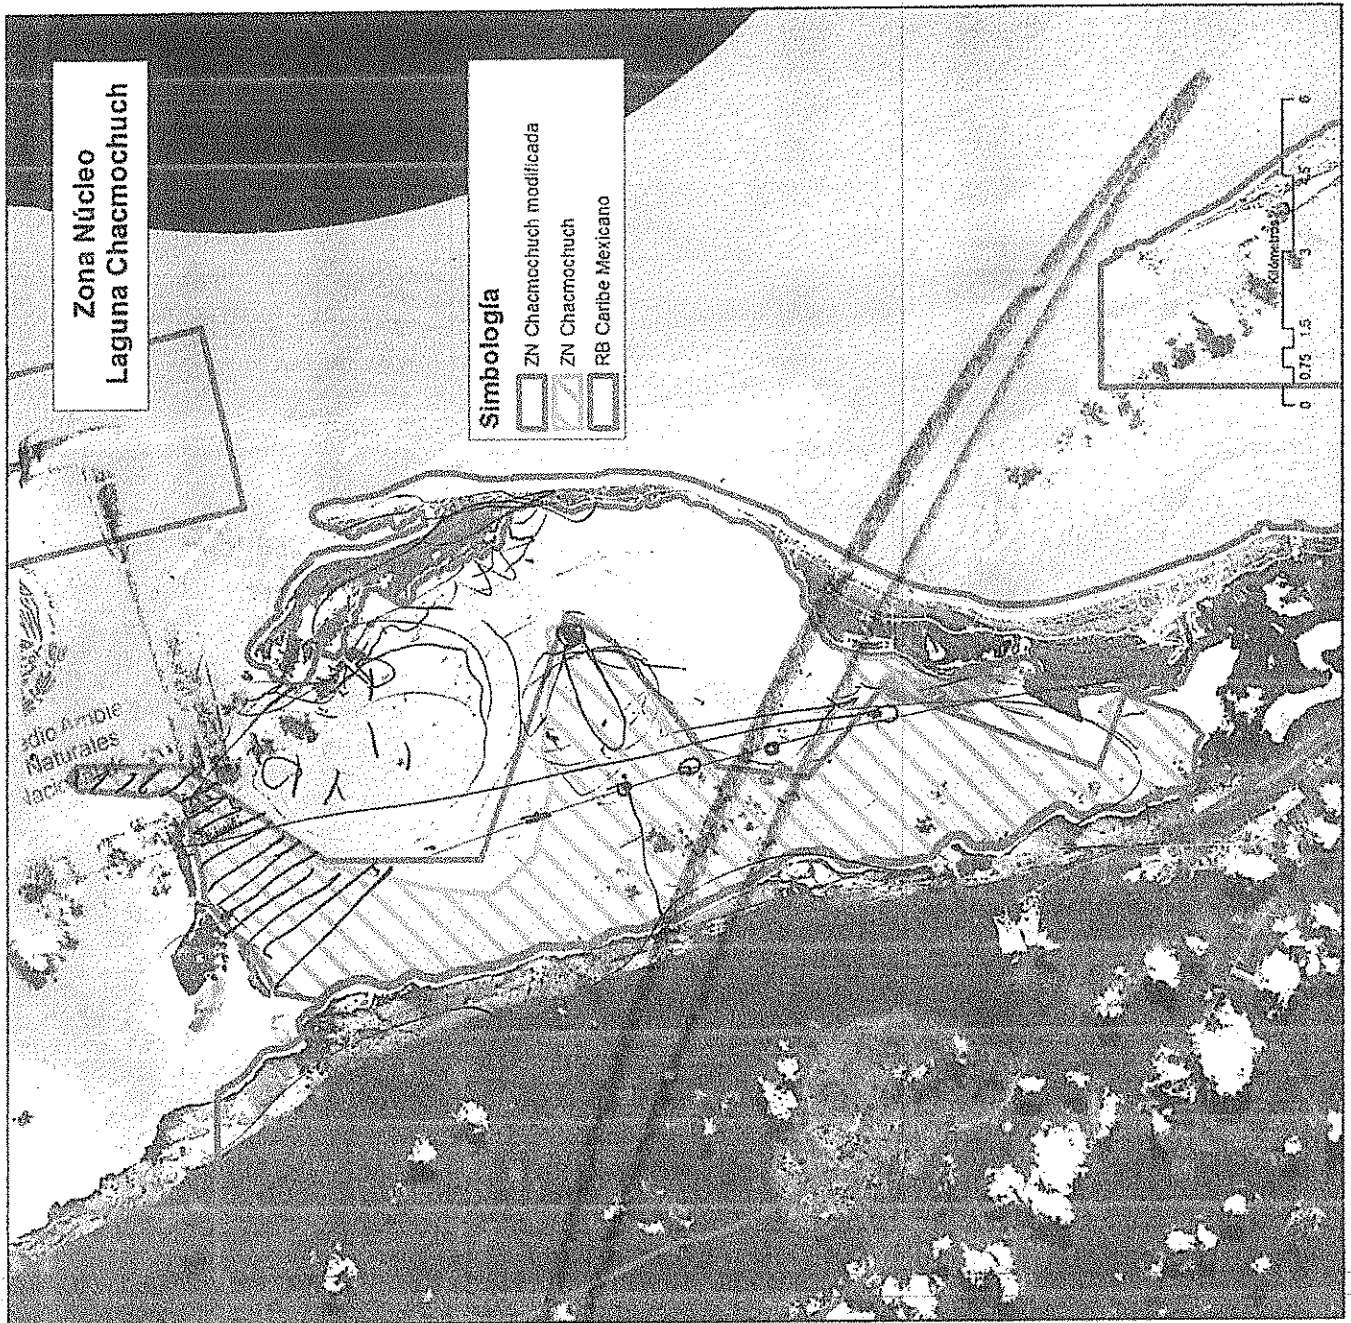 Zona Núcleo
Laguna Chacmochuch
Simbología
ZN Chacmochuch modificada
ZN Chacmochuch
RB Caribe Mexicano
Naturales
0 0.75 1.5 3 4.5 6
Kilómetros